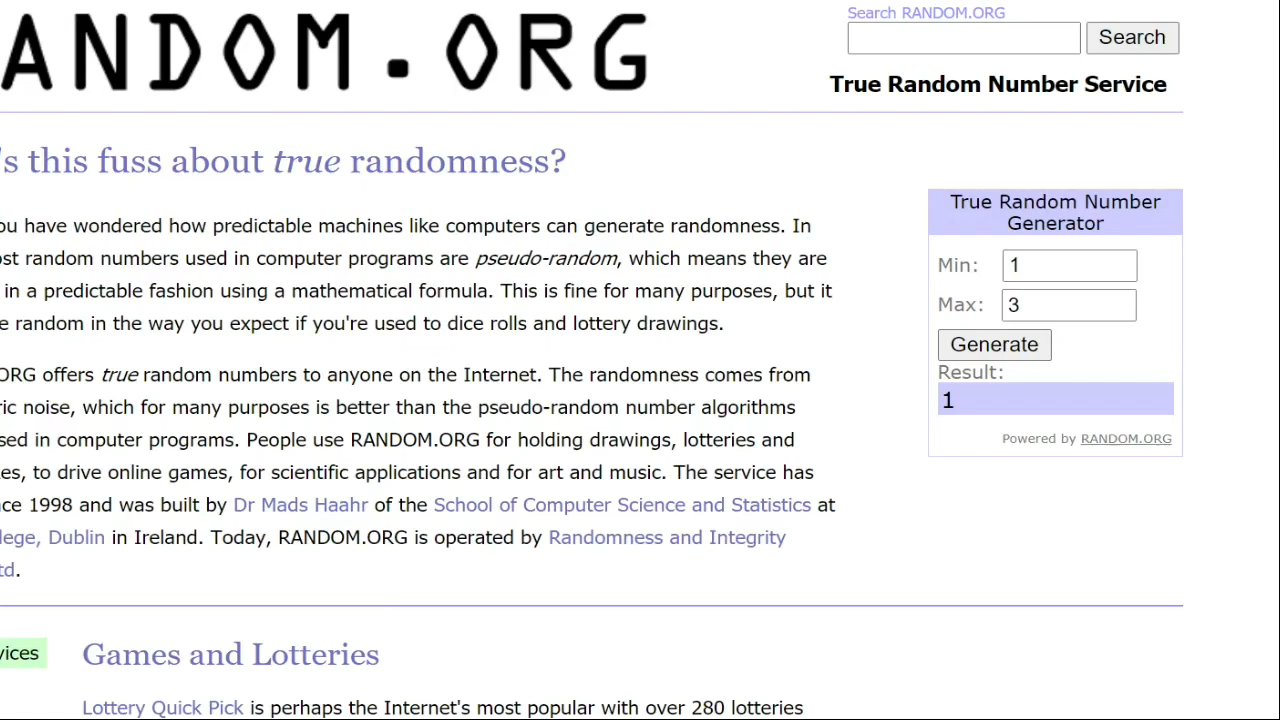 ANDOM.ORG
Search RANDOM.ORG
Search
True Random Number Service
's this fuss about true randomness?
ou have wondered how predictable machines like computers can generate randomness. In
ost random numbers used in computer programs are pseudo-random, which means they are
in a predictable fashion using a mathematical formula. This is fine for many purposes, but it
e random in the way you expect if you're used to dice rolls and lottery drawings.
ORG offers true random numbers to anyone on the Internet. The randomness comes from
ric noise, which for many purposes is better than the pseudo-random number algorithms
sed in computer programs. People use RANDOM.ORG for holding drawings, lotteries and
es, to drive online games, for scientific applications and for art and music. The service has
ce 1998 and was built by Dr Mads Haahr of the School of Computer Science and Statistics at
lege, Dublin in Ireland. Today, RANDOM.ORG is operated by Randomness and Integrity
td.
True Random Number
Generator
Min: 1
Max: 3
Generate
Result:
1
Powered by RANDOM.ORG
vices
Games and Lotteries
Lottery Quick Pick is perhaps the Internet's most popular with over 280 lotteries